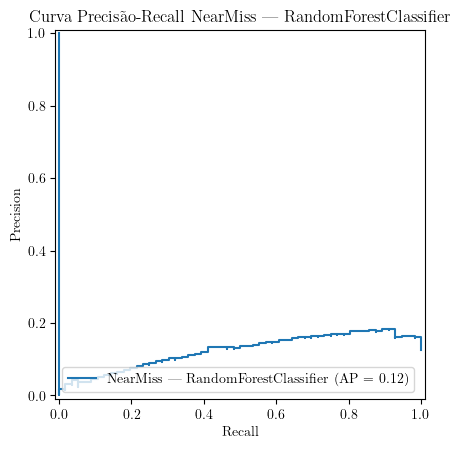 Curva Precisão-Recall NearMiss — RandomForestClassifier
1.0
0.8
0.6
0.4
0.2
0.0
Precision
NearMiss — RandomForestClassifier (AP = 0.12)
0.0 0.2 0.4 0.6 0.8 1.0
Recall